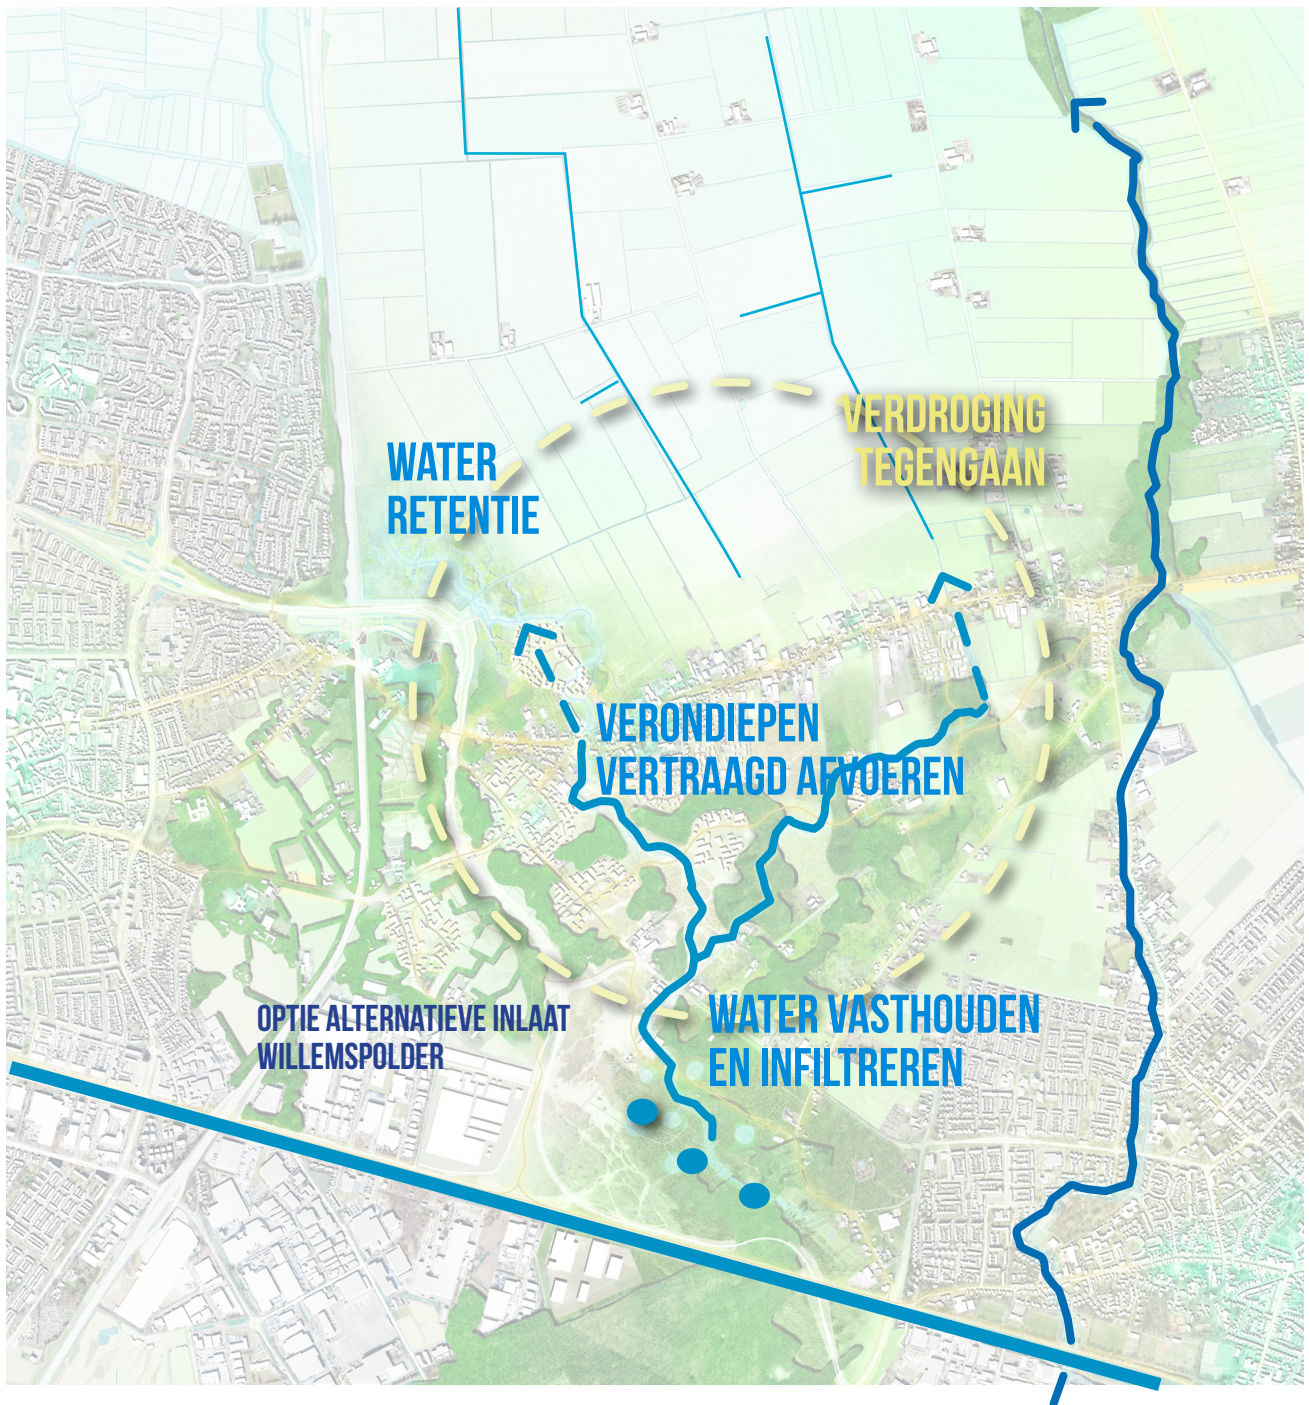 VERDROGING
TEGENGAAN
WATER
RETENTIE
VERONDIEPEN
VERTRAAGD AFVOEREN
WATER VASTHOUDEN
EN INFILTREREN
OPTIE ALTERNATIEVE INLAAT
WILLEMSPOLDER